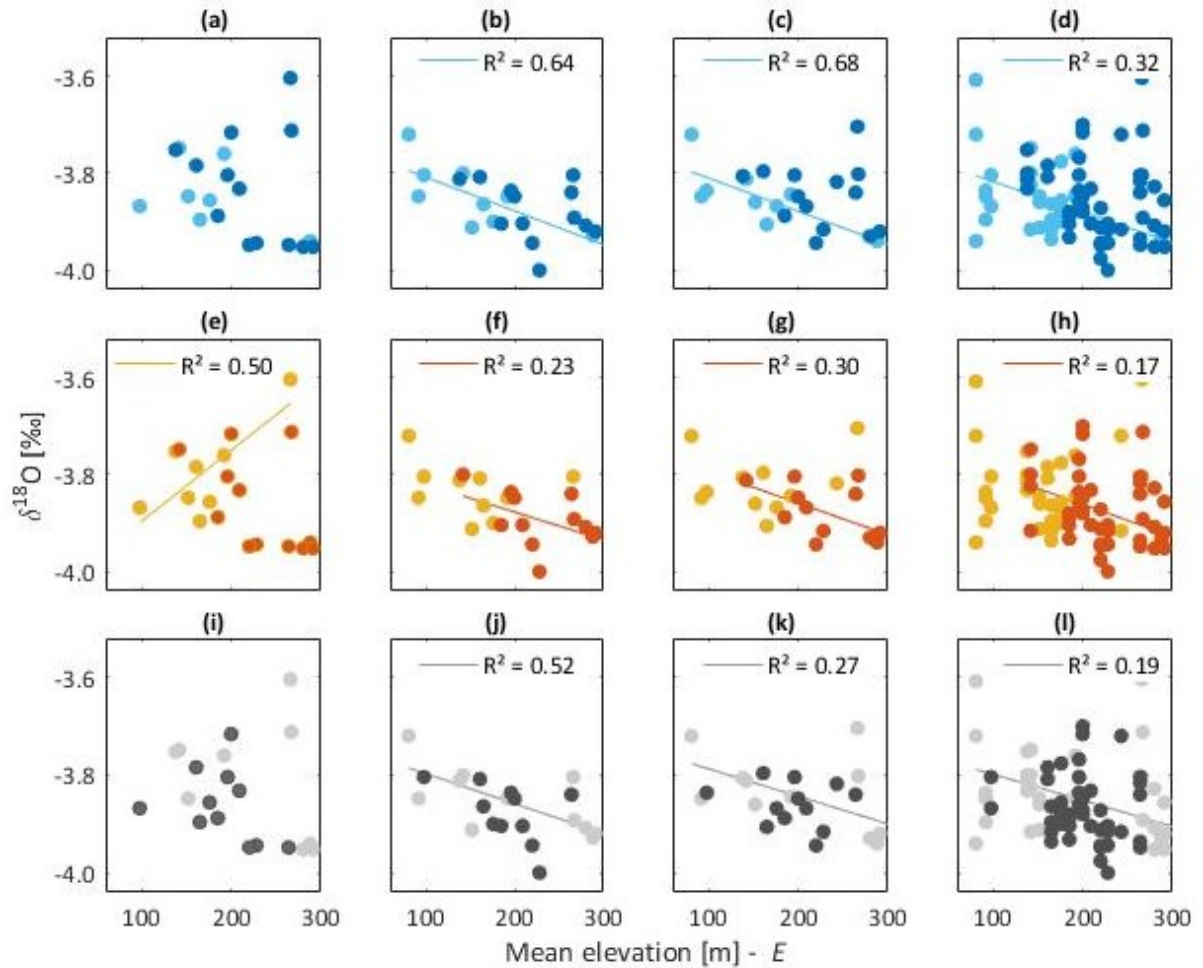 (a) (b) (c) (d)
R² = 0.64 R² = 0.68 R² = 0.32
-3.6
-3.8
-4.0
(e) (f) (g) (h)
R² = 0.50 R² = 0.23 R² = 0.30 R² = 0.17
-3.6
-3.8
-4.0
δ¹⁸O [‰]
(i) (j) (k) (l)
R² = 0.52 R² = 0.27 R² = 0.19
-3.6
-3.8
-4.0
100 200 300 100 200 300 100 200 300 100 200 300
Mean elevation [m] - E